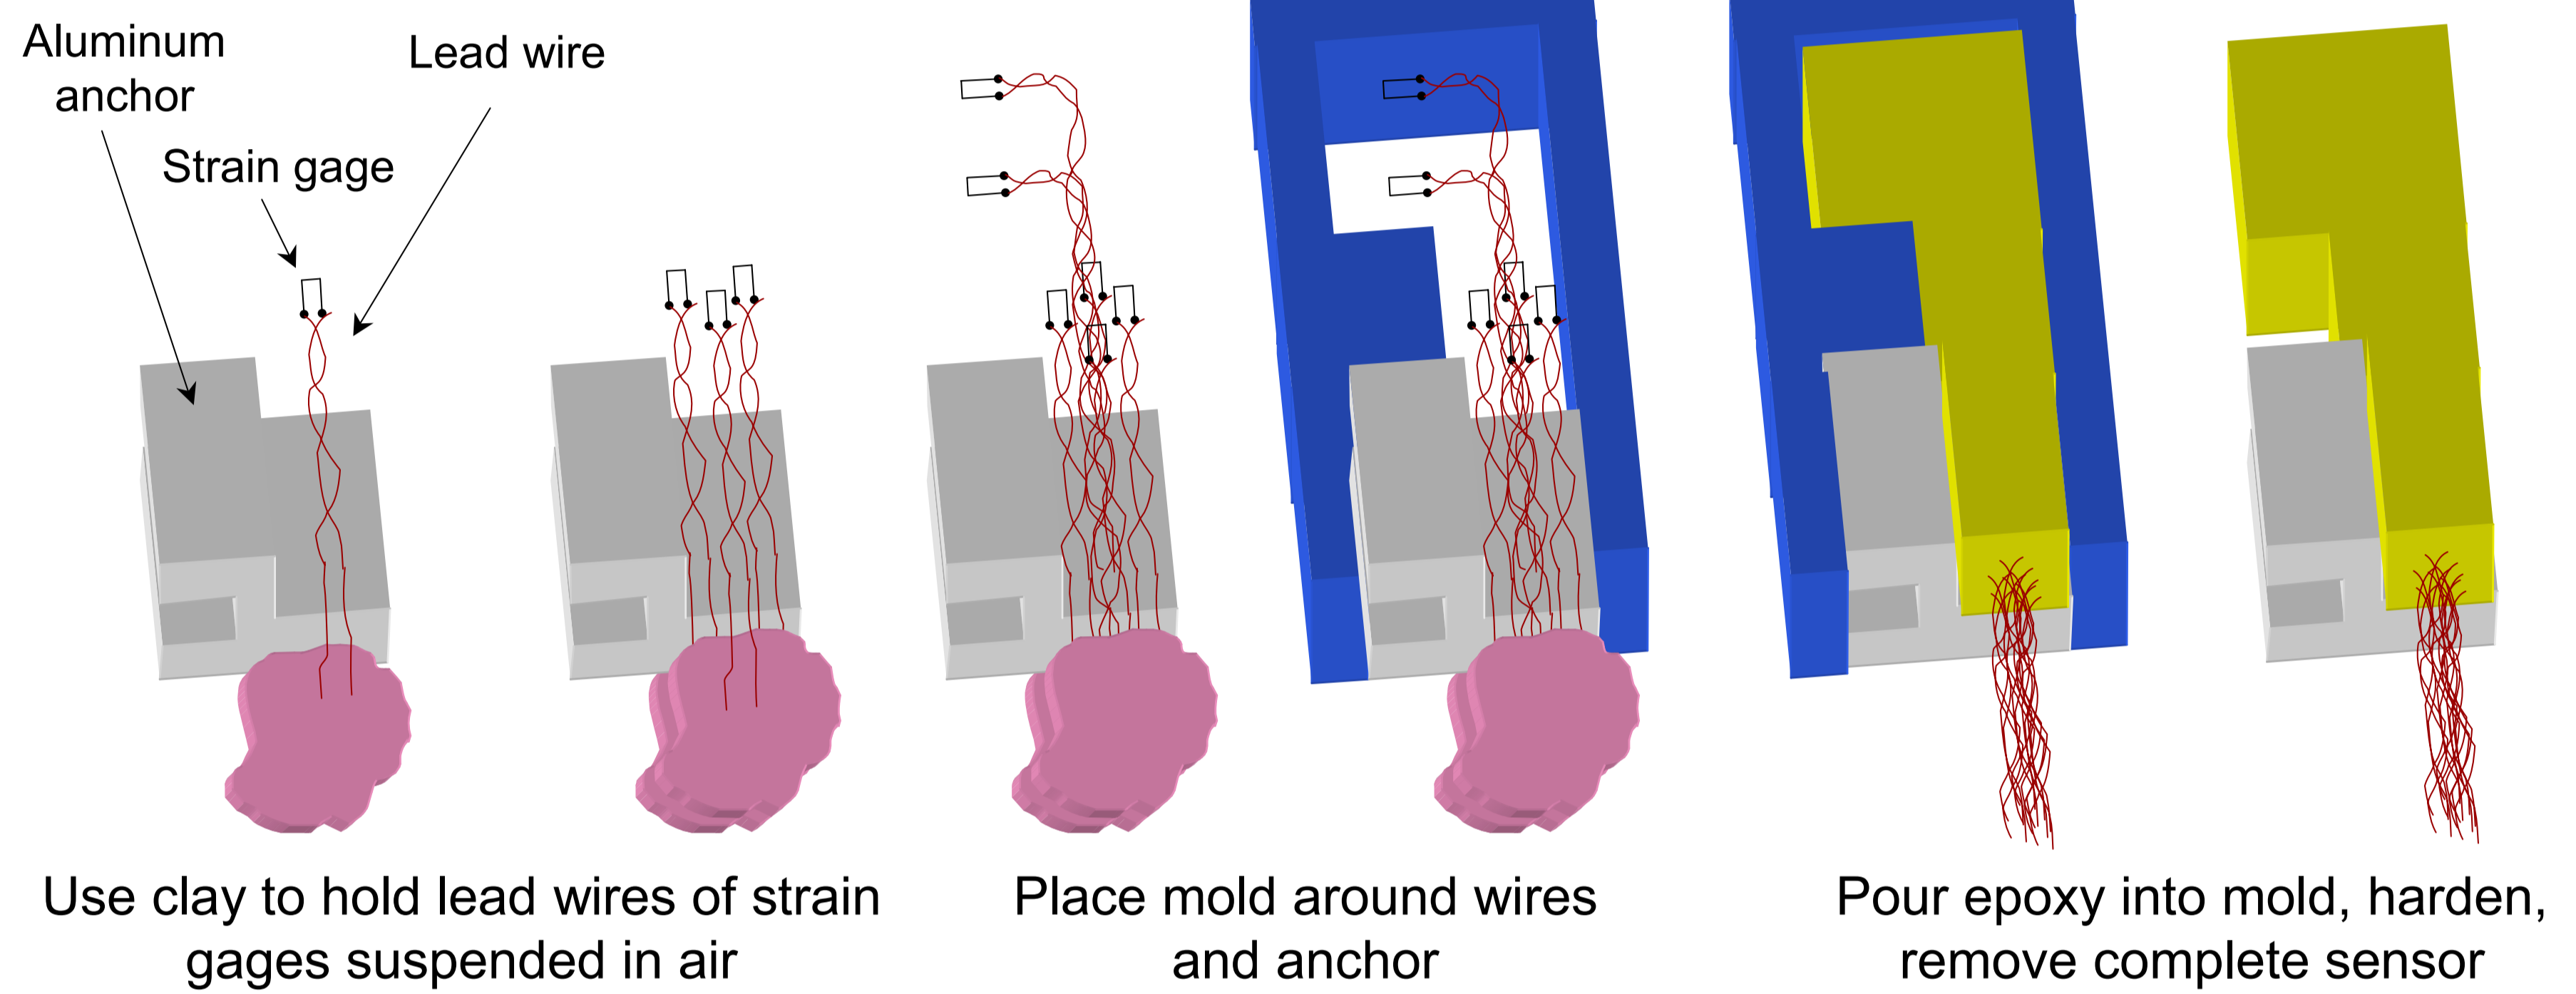 Aluminum
anchor
Lead wire
Strain gage
Use clay to hold lead wires of strain
gages suspended in air
Place mold around wires
and anchor
Pour epoxy into mold, harden,
remove complete sensor